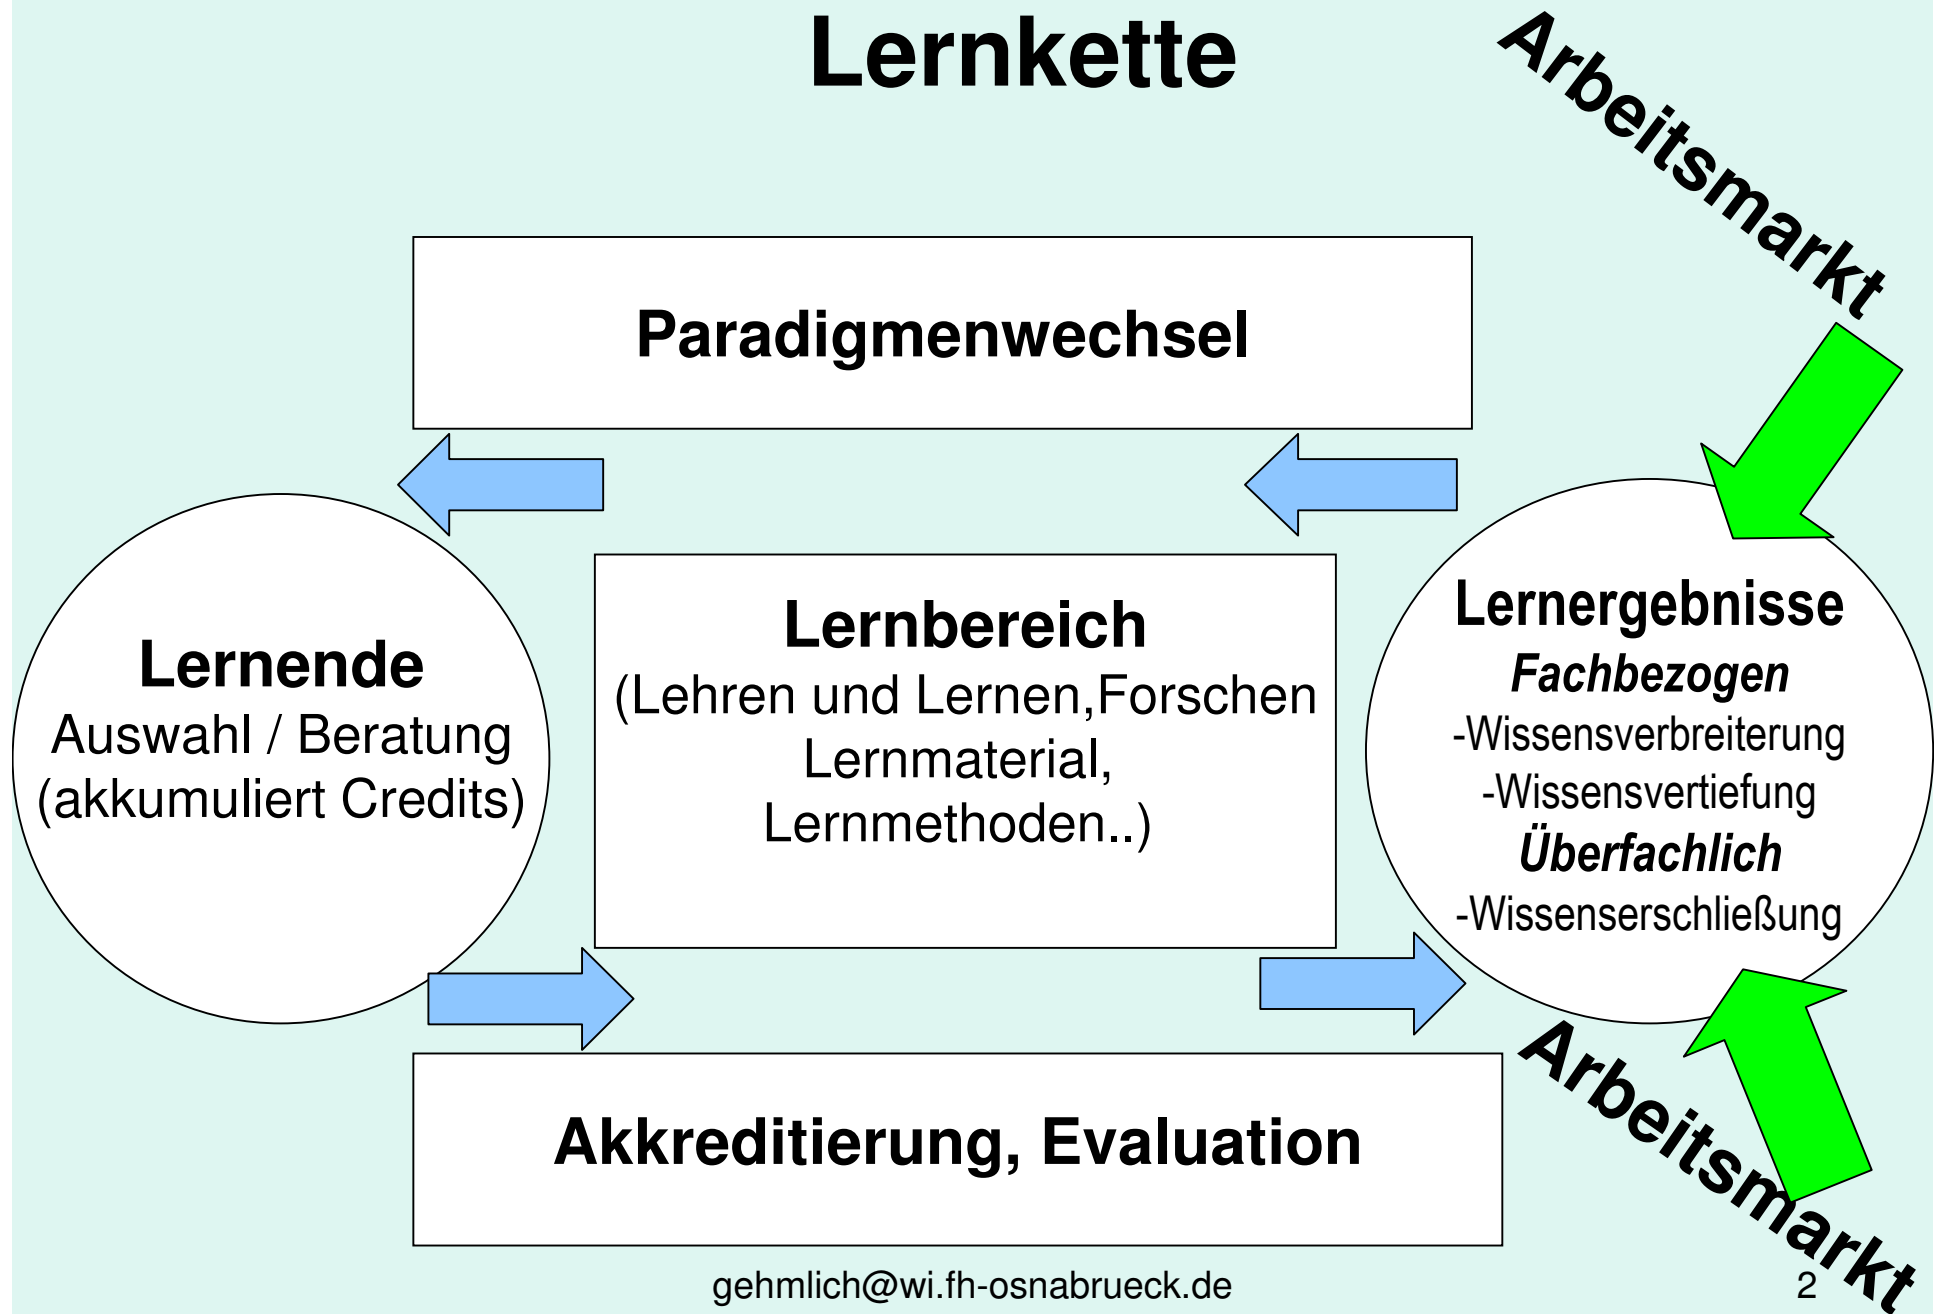 Lernkette
Arbeitsmarkt
Paradigmenwechsel
Lernende
Auswahl / Beratung
(akkumuliert Credits)
Lernbereich
(Lehren und Lernen,Forschen
Lernmaterial,
Lernmethoden..)
Lernergebnisse
Fachbezogen
-Wissensverbreiterung
-Wissensvertiefung
Überfachlich
-Wissenserschließung
Arbeitsmarkt
Akkreditierung, Evaluation
gehmlich@wi.fh-osnabrueck.de
2